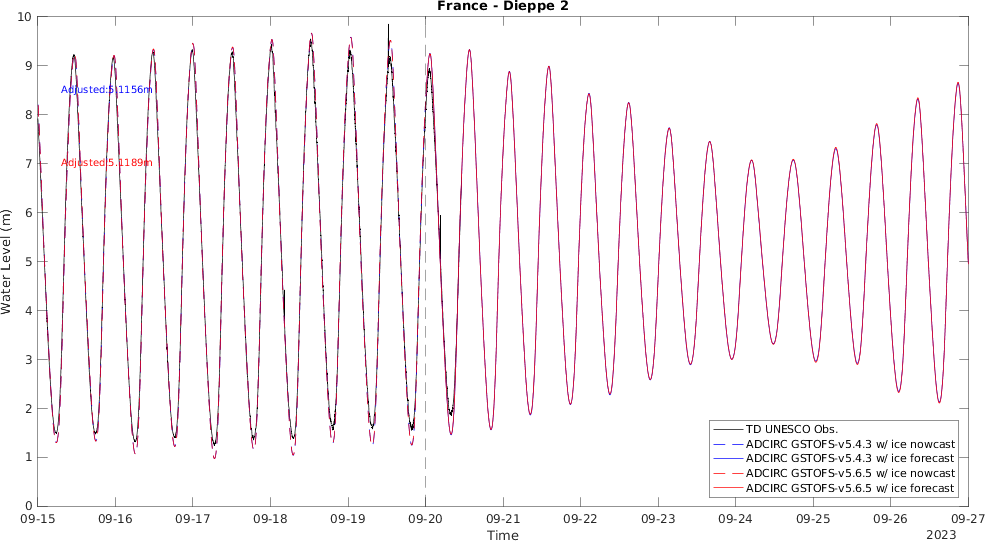 France - Dieppe 2
10
9
8
7
6
5
4
3
2
1
0
Water Level (m)
Adjusted:5.1156m
Adjusted:5.1189m
TD UNESCO Obs.
ADCIRC GSTOFS-v5.4.3 w/ ice nowcast
ADCIRC GSTOFS-v5.4.3 w/ ice forecast
ADCIRC GSTOFS-v5.6.5 w/ ice nowcast
ADCIRC GSTOFS-v5.6.5 w/ ice forecast
09-15 09-16 09-17 09-18 09-19 09-20 09-21 09-22 09-23 09-24 09-25 09-26 09-27
Time
2023